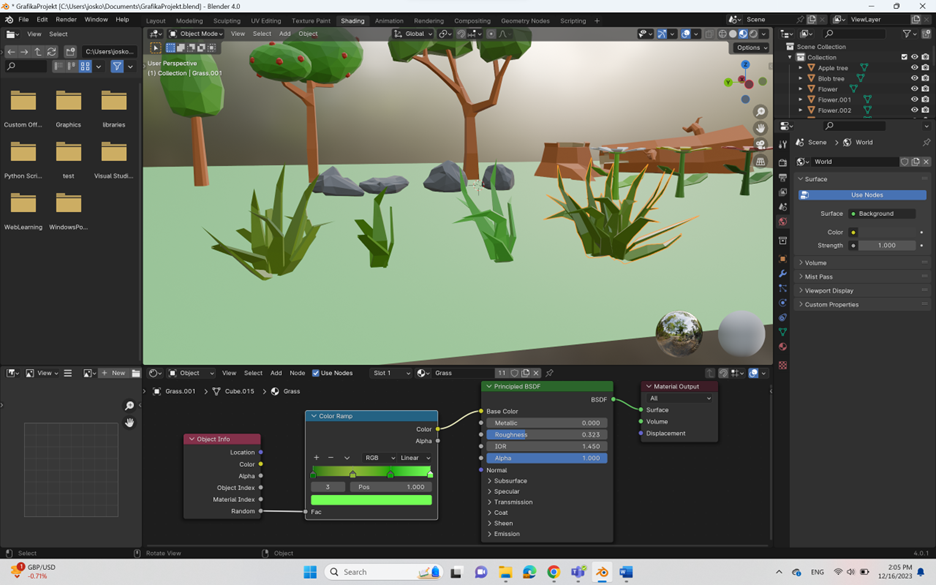 * GrafikaProjekt [C:\Users\josko...\GrafikaProjekt.blend] - Blender 4.0
File Edit Render Window Help
Layout Modeling Sculpting UV Editing Texture Paint Shading Animation Rendering Compositing Geometry Nodes Scripting +
Scene
ViewLayer
View Select
C:\Users\josko...
Custom Off...
Graphics
libraries
Python Scri...
test
Visual Studi...
WebLearning
WindowsPo...
Object Mode
View Select Add Object
Global
Options
User Perspective
(1) Collection | Grass.001
Z
Y
X
Scene Collection
Collection
Apple tree
Blob tree
Flower
Flower.001
Flower.002
Scene > World
World
Surface
Use Nodes
Surface Background
Color
Strength 1.000
Volume
Mist Pass
Viewport Display
Custom Properties
View
New
Object
View Select Add Node
Use Nodes
Slot 1
Grass
11
Grass.001 > Cube.015 > Grass
Object Info
Location
Color
Alpha
Object Index
Material Index
Random
Color Ramp
Color
Alpha
RGB Linear
3 Pos 1.000
Fac
Principled BSDF
BSDF
Base Color
Metallic 0.000
Roughness 0.323
IOR 1.450
Alpha 1.000
Normal
Subsurface
Specular
Transmission
Coat
Sheen
Emission
Material Output
All
Surface
Volume
Displacement
Select
Rotate View
Object
4.0.1
1
GBP/USD
-0.71%
Search
ENG
2:05 PM
12/16/2023